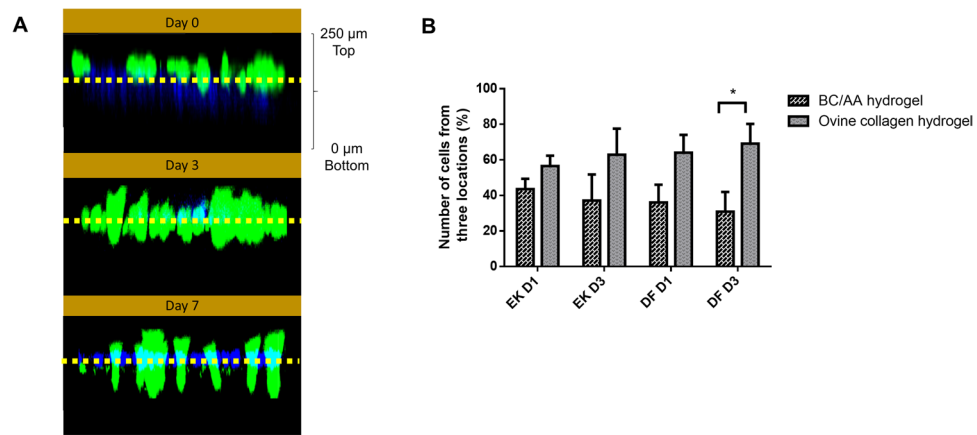 A
Day 0
250 µm
Top
0 µm
Bottom
Day 3
Day 7
B
Number of cells from
three locations (%)
100
80
60
40
20
0
*
EK D1
EK D3
DF D1
DF D3
BC/AA hydrogel
Ovine collagen hydrogel